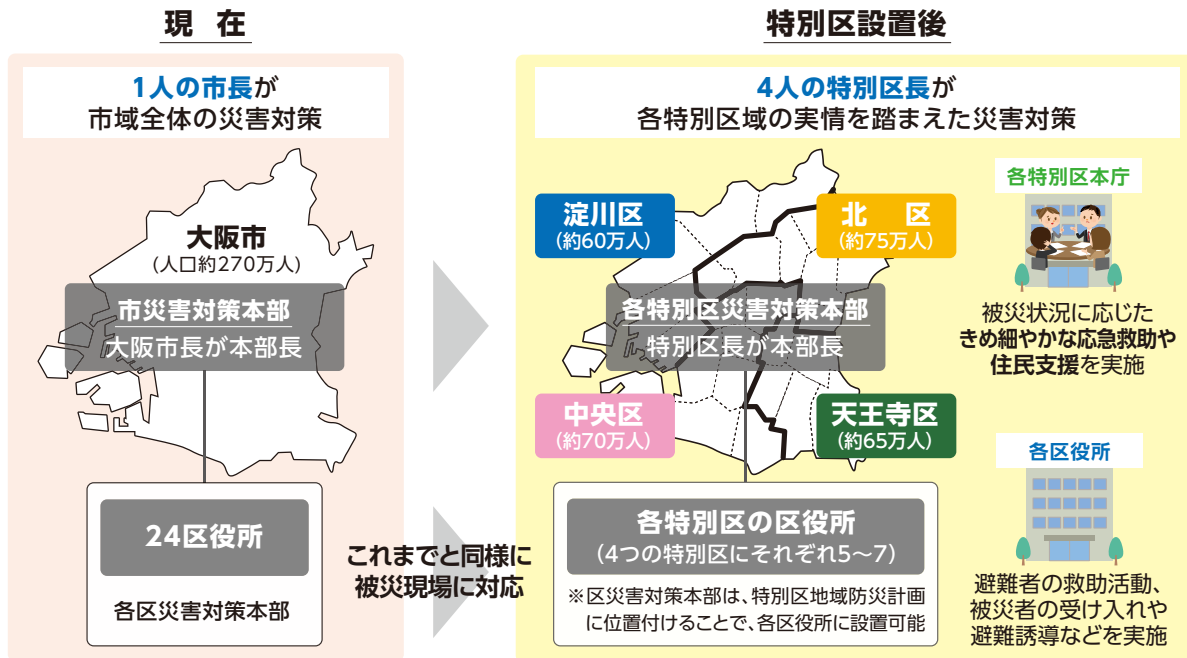 現 在
1人の市長が
市域全体の災害対策
大阪市
(人口約270万人)
市災害対策本部
大阪市長が本部長
24区役所
各区災害対策本部
これまでと同様に
被災現場に対応
特別区設置後
4人の特別区長が
各特別区域の実情を踏まえた災害対策
淀川区
(約60万人)
北 区
(約75万人)
各特別区災害対策本部
特別区長が本部長
中央区
(約70万人)
天王寺区
(約65万人)
各特別区の区役所
(4つの特別区にそれぞれ5〜7)
※区災害対策本部は、特別区地域防災計画
に位置付けることで、各区役所に設置可能
各特別区本庁
被災状況に応じた
きめ細やかな応急救助や
住民支援を実施
各区役所
避難者の救助活動、
被災者の受け入れや
避難誘導などを実施